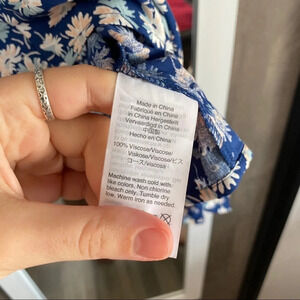 Made in China
Fabriqué en China
in China Hergestellt
Vervaardigd in China
中国製
Hecho en China
100% Viscose/Viscose/
Viskose/Viscose/ビス
コース/Viscosa
Machine wash cold with
like colors. Non chlorine
bleach only. Tumble dry
low. Warm iron as needed.